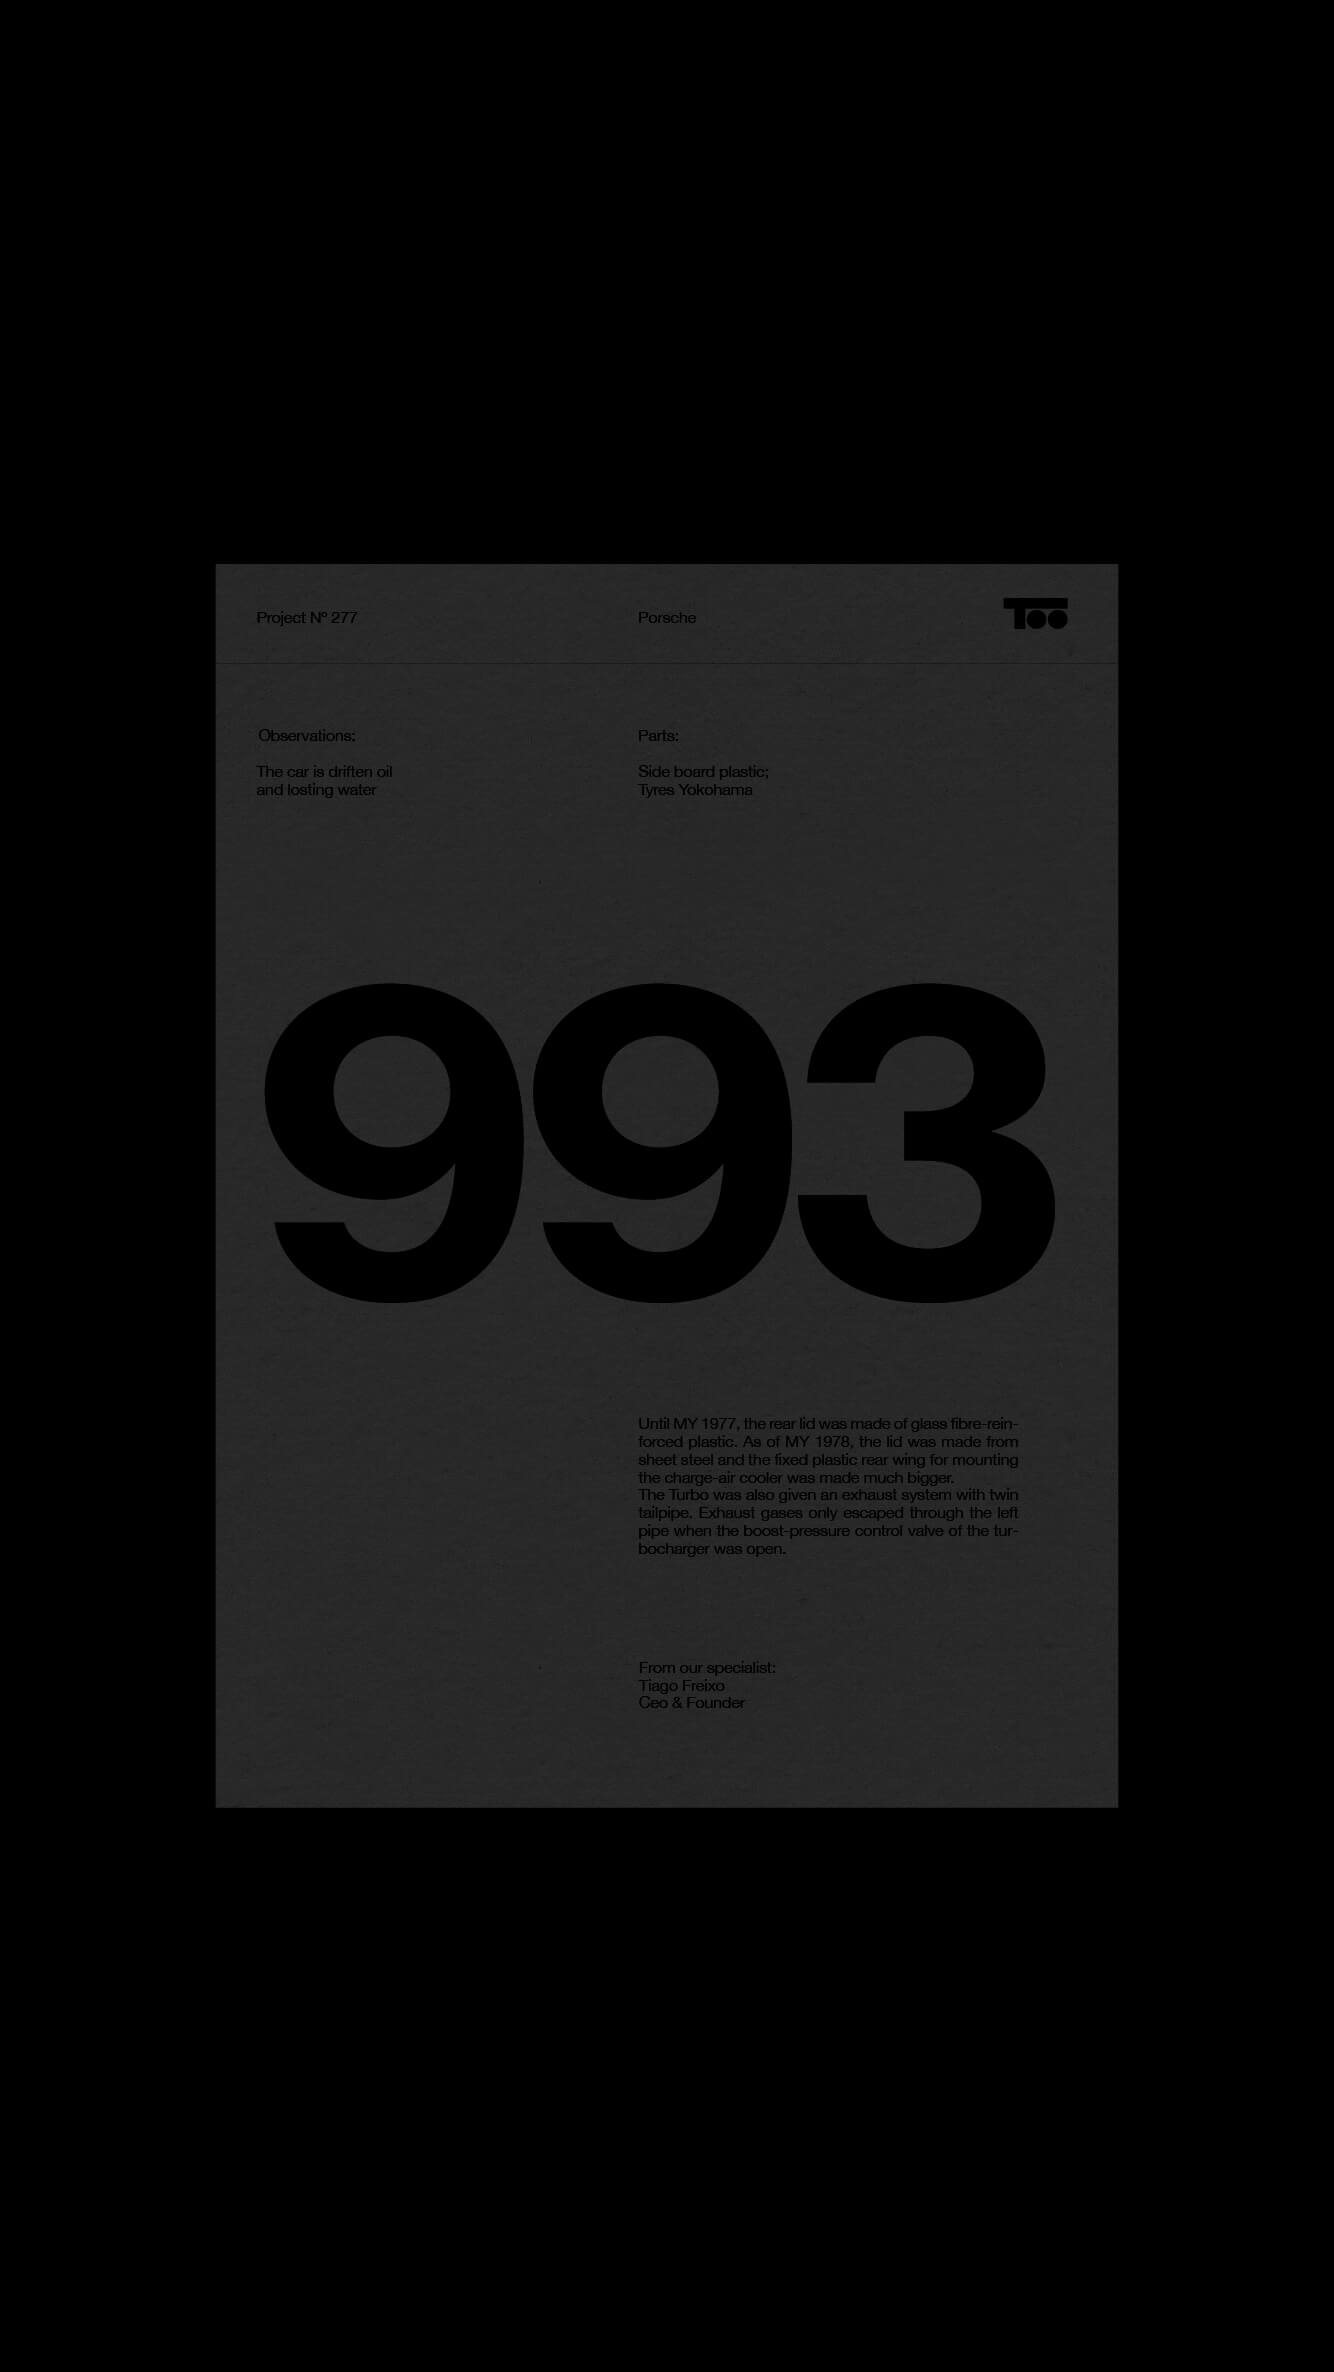 Project Nº 277
Porsche
Too
Observations:
The car is driften oil
and losting water
Parts:
Side board plastic;
Tyres Yokohama
993
Until MY 1977, the rear lid was made of glass fibre-rein-
forced plastic. As of MY 1978, the lid was made from
sheet steel and the fixed plastic rear wing for mounting
the charge-air cooler was made much bigger.
The Turbo was also given an exhaust system with twin
tailpipe. Exhaust gases only escaped through the left
pipe when the boost-pressure control valve of the tur-
bocharger was open.
From our specialist:
Tiago Freixo
Ceo & Founder